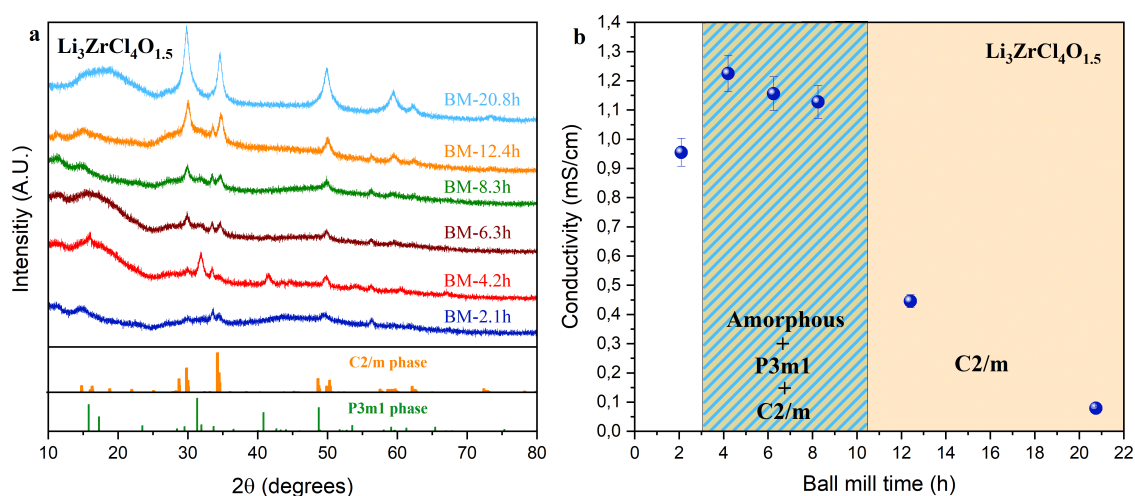 a
Li3ZrCl4O1.5
BM-20.8h
BM-12.4h
BM-8.3h
BM-6.3h
BM-4.2h
BM-2.1h
C2/m phase
P3m1 phase
Intensitiy (A.U.)
10 20 30 40 50 60 70 80
2θ (degrees)
b
Li3ZrCl4O1.5
1,4
1,3
1,2
1,1
1,0
0,9
0,8
0,7
0,6
0,5
0,4
0,3
0,2
0,1
0,0
Conductivity (mS/cm)
Amorphous
+
P3m1
+
C2/m
C2/m
0 2 4 6 8 10 12 14 16 18 20 22
Ball mill time (h)